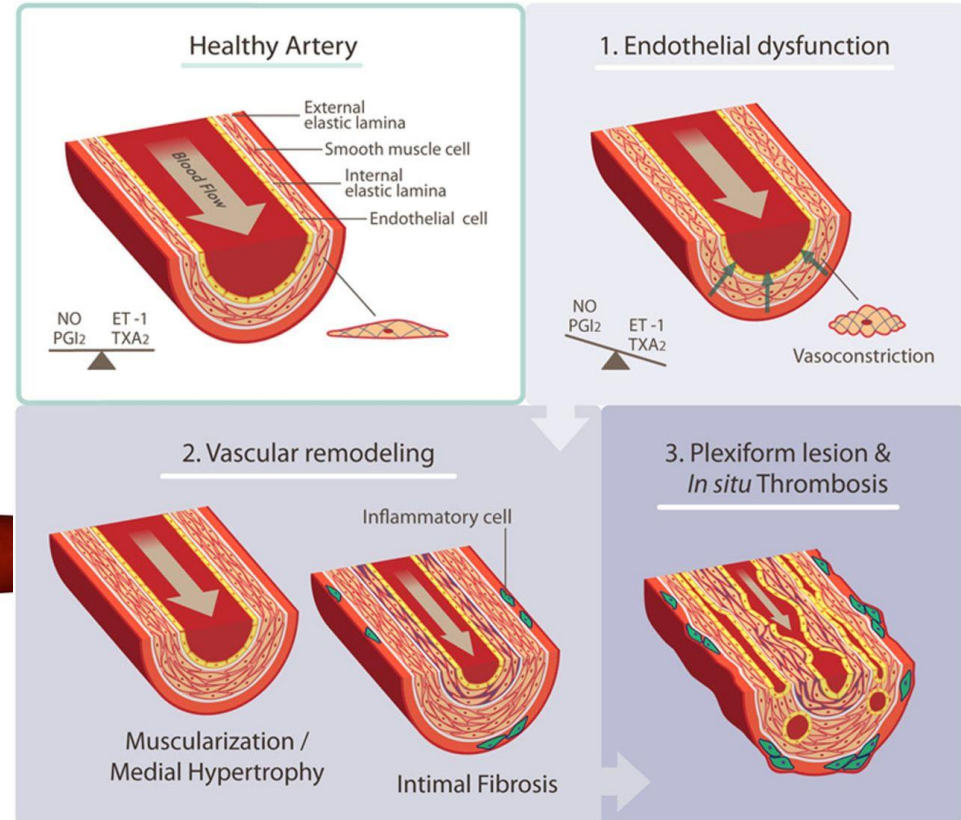 Healthy Artery
External
elastic lamina
Smooth muscle cell
Internal
elastic lamina
Endothelial cell
Blood Flow
NO
PGI2
ET -1
TXA2
1. Endothelial dysfunction
NO
PGI2
ET -1
TXA2
Vasoconstriction
2. Vascular remodeling
Inflammatory cell
Muscularization /
Medial Hypertrophy
Intimal Fibrosis
3. Plexiform lesion &
In situ Thrombosis